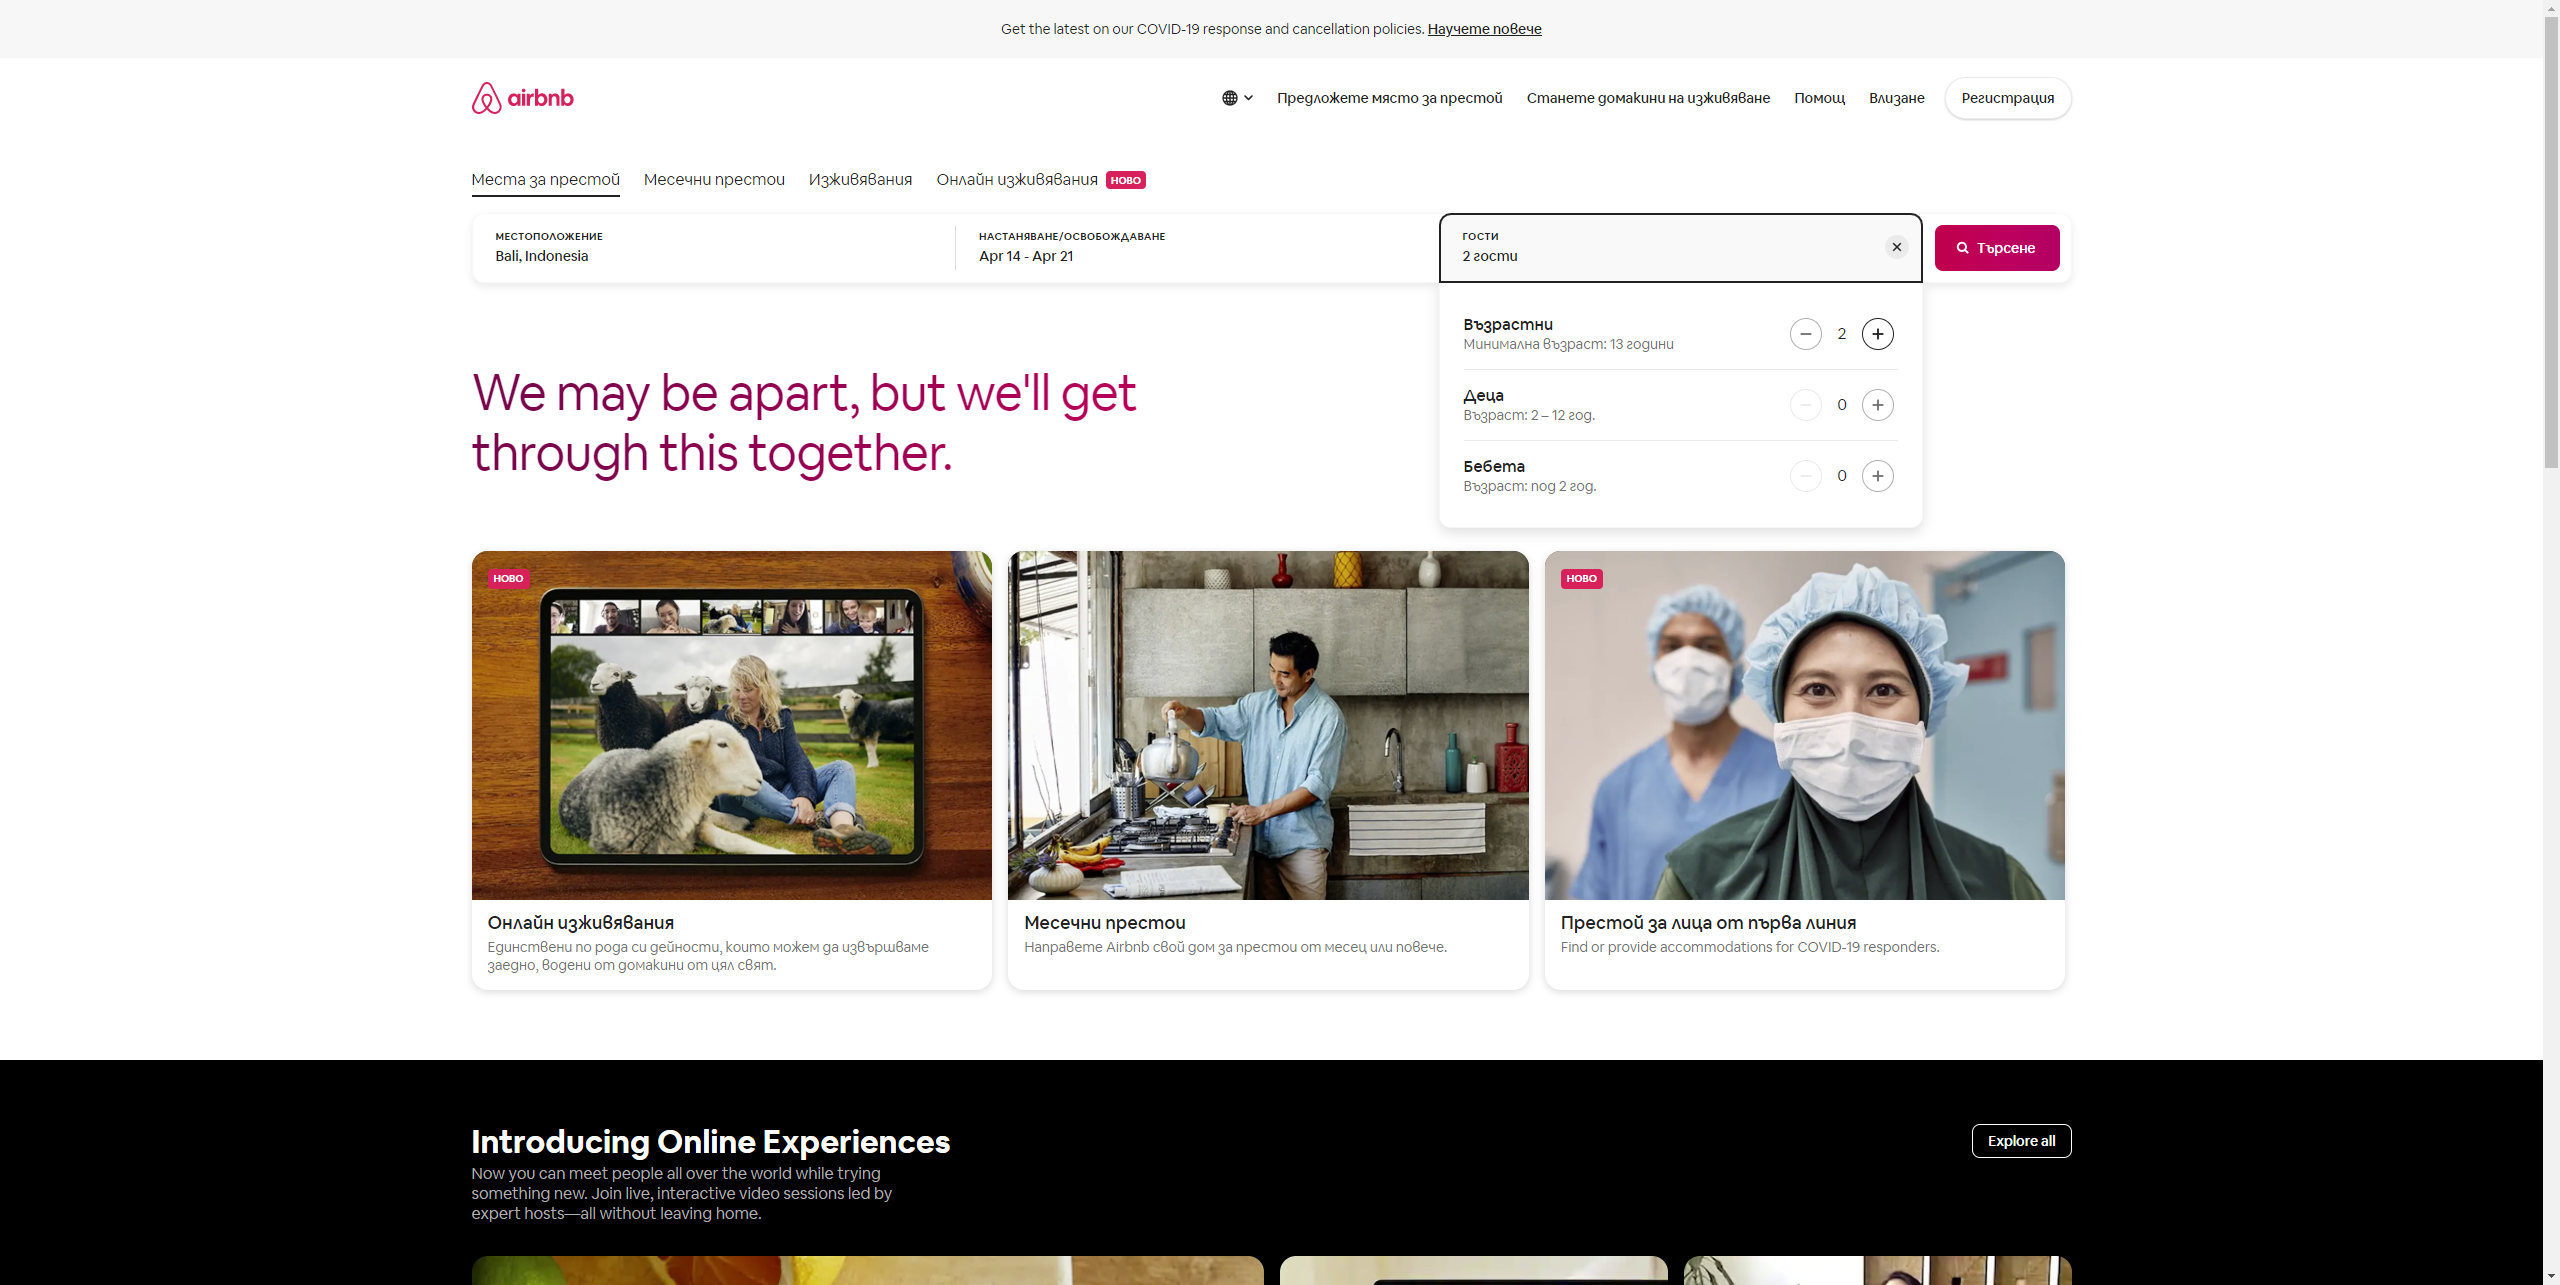 Get the latest on our COVID-19 response and cancellation policies. Научете повече
airbnb
Предложете място за престой
Станете домакини на изживяване
Помощ
Влизане
Регистрация
Места за престой
Месечни престои
Изживявания
Онлайн изживявания
НОВО
МЕСТОПОЛОЖЕНИЕ
Bali, Indonesia
НАСТАНЯВАНЕ/ОСВОБОЖДАВАНЕ
Apr 14 - Apr 21
ГОСТИ
2 гости
Търсене
Възрастни
Минимална възраст: 13 години
2
Деца
Възраст: 2 – 12 год.
0
Бебета
Възраст: под 2 год.
0
We may be apart, but we'll get
through this together.
НОВО
Онлайн изживявания
Единствени по рода си дейности, които можем да извършваме
заедно, водени от домакини от цял свят.
Месечни престои
Направете Airbnb свой дом за престои от месец или повече.
НОВО
Престой за лица от първа линия
Find or provide accommodations for COVID-19 responders.
Introducing Online Experiences
Explore all
Now you can meet people all over the world while trying
something new. Join live, interactive video sessions led by
expert hosts—all without leaving home.